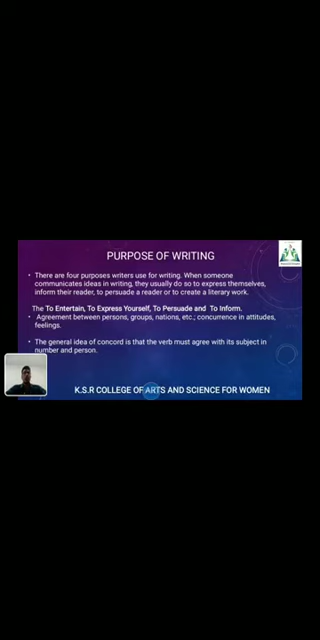 PURPOSE OF WRITING
• There are four purposes writers use for writing. When someone
communicates ideas in writing, they usually do so to express themselves,
inform their reader, to persuade a reader or to create a literary work.
The To Entertain, To Express Yourself, To Persuade and To Inform.
• Agreement between persons, groups, nations, etc.; concurrence in attitudes,
feelings.
• The general idea of concord is that the verb must agree with its subject in
number and person.
K.S.R COLLEGE OF ARTS AND SCIENCE FOR WOMEN